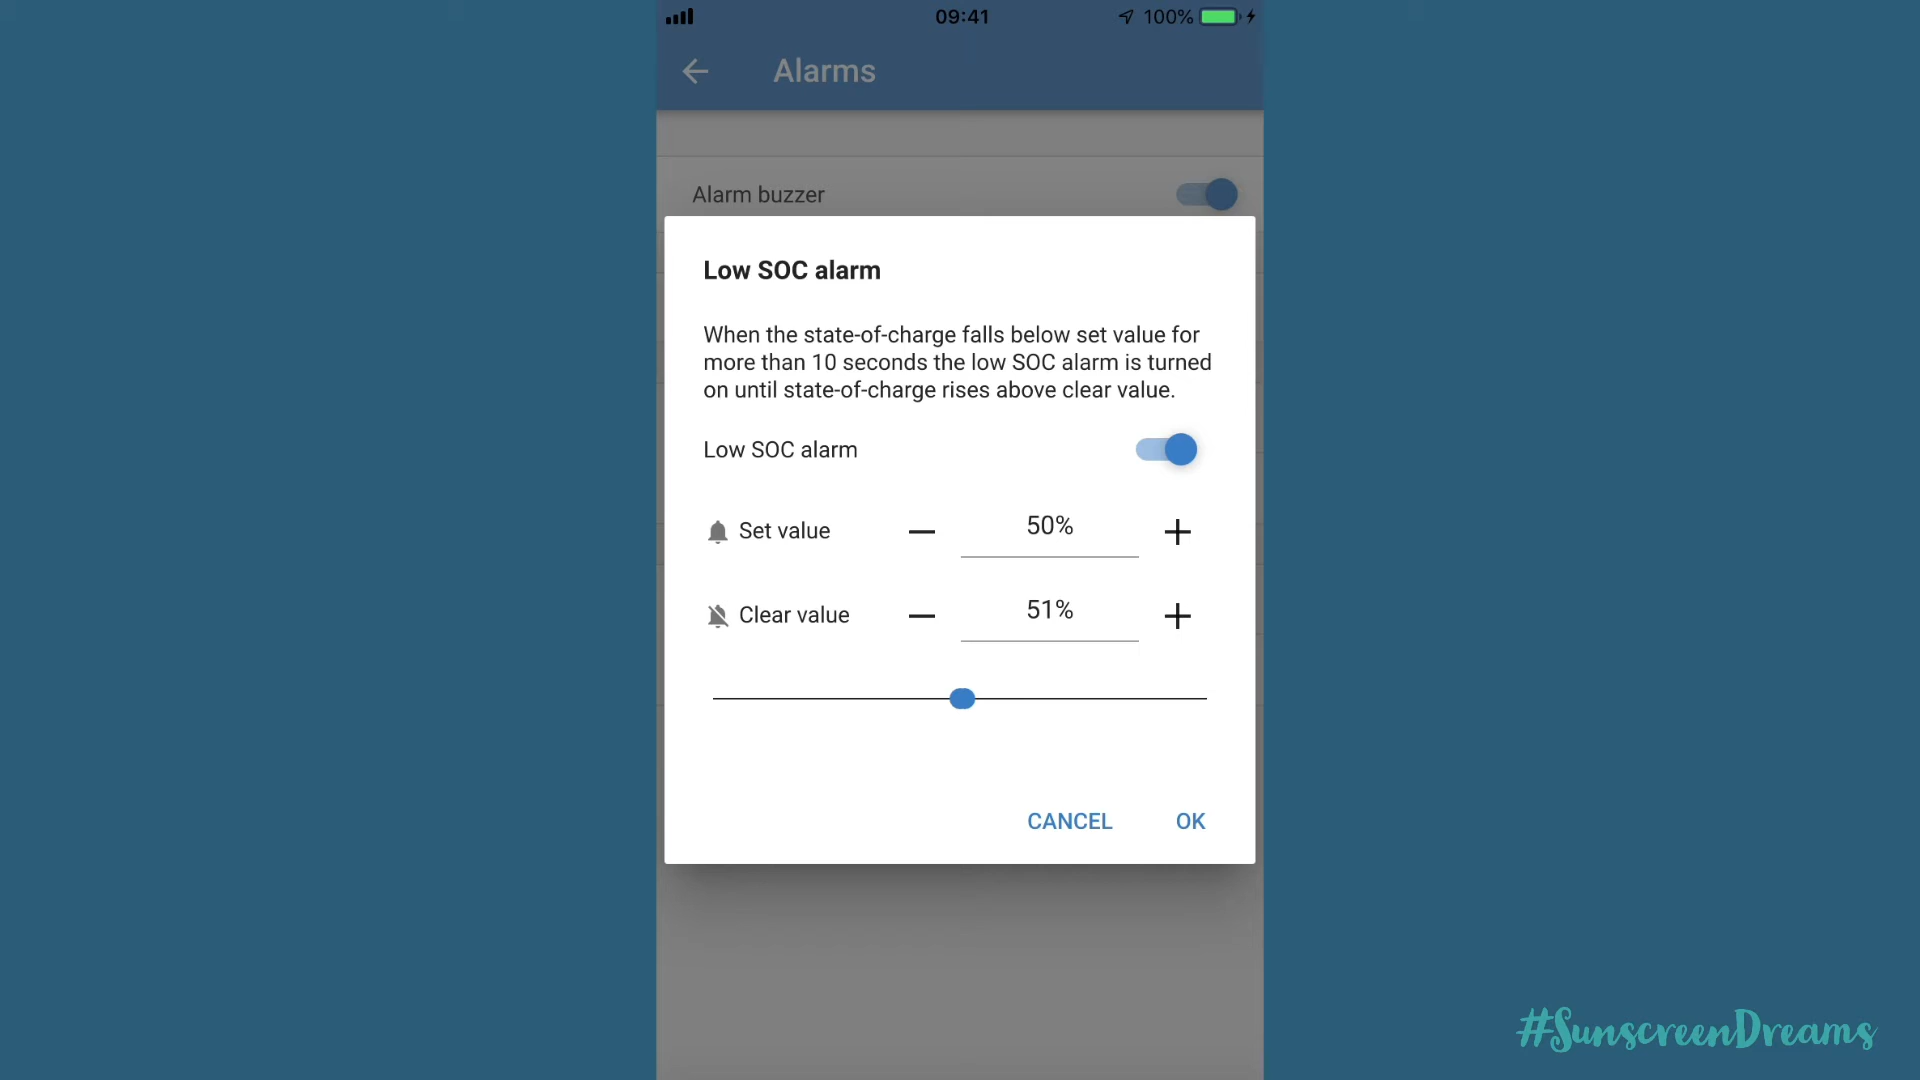 09:41
100%
Alarms
Alarm buzzer
Low SOC alarm
When the state-of-charge falls below set value for
more than 10 seconds the low SOC alarm is turned
on until state-of-charge rises above clear value.
Low SOC alarm
Set value
50%
Clear value
51%
CANCEL
OK
#SunscreenDreams